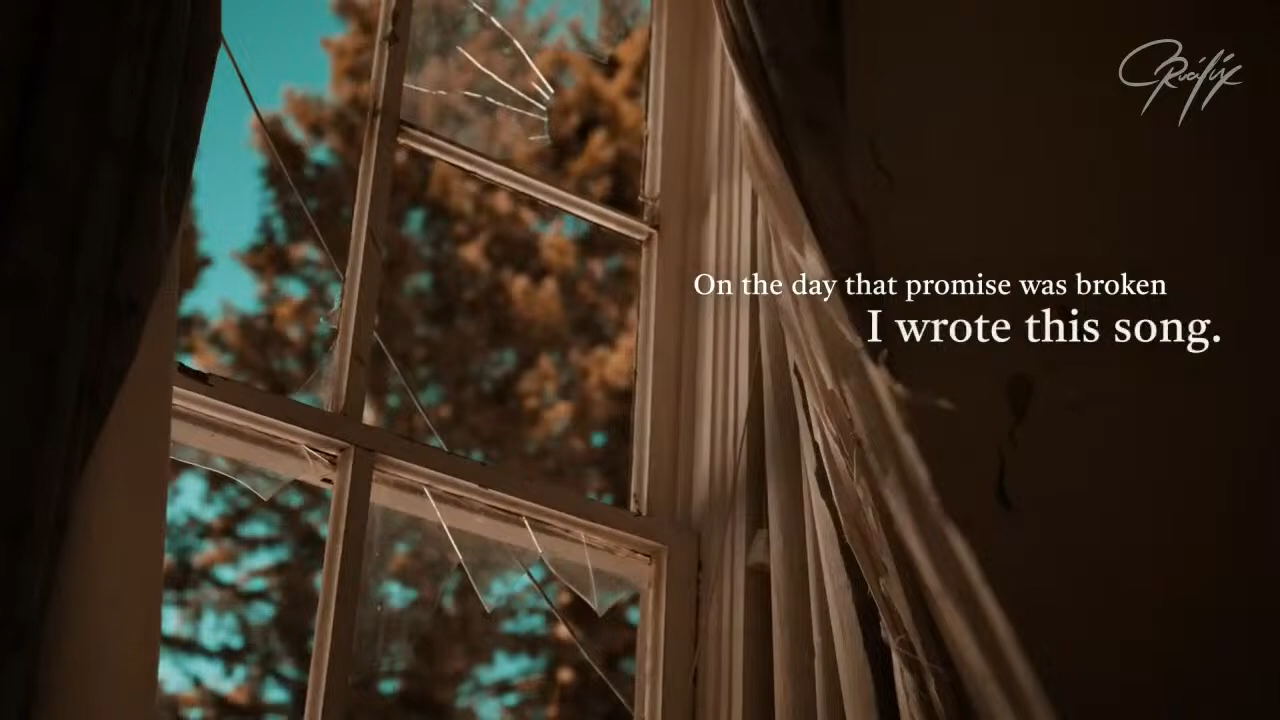 On the day that promise was broken
I wrote this song.